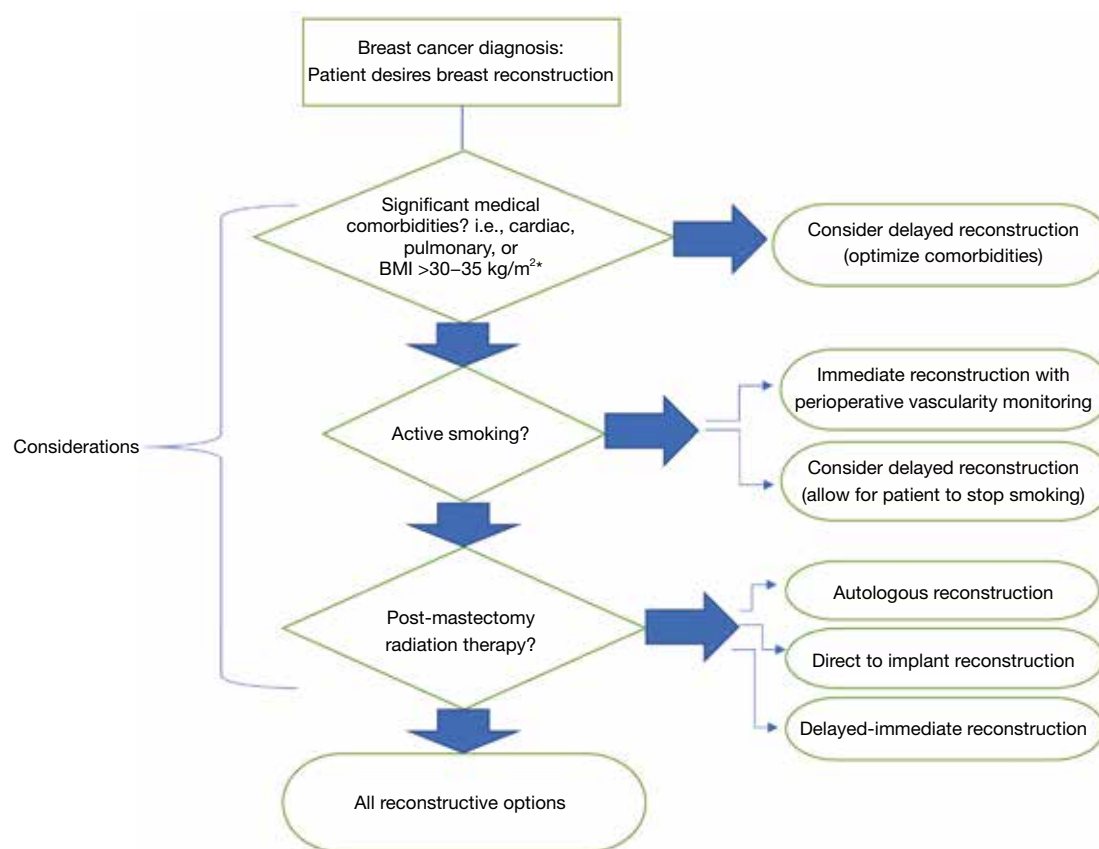 Breast cancer diagnosis:
Patient desires breast reconstruction
Significant medical
comorbidities? i.e., cardiac,
pulmonary, or
BMI >30–35 kg/m²*
Consider delayed reconstruction
(optimize comorbidities)
Considerations
Active smoking?
Immediate reconstruction with
perioperative vascularity monitoring
Consider delayed reconstruction
(allow for patient to stop smoking)
Post-mastectomy
radiation therapy?
Autologous reconstruction
Direct to implant reconstruction
Delayed-immediate reconstruction
All reconstructive options